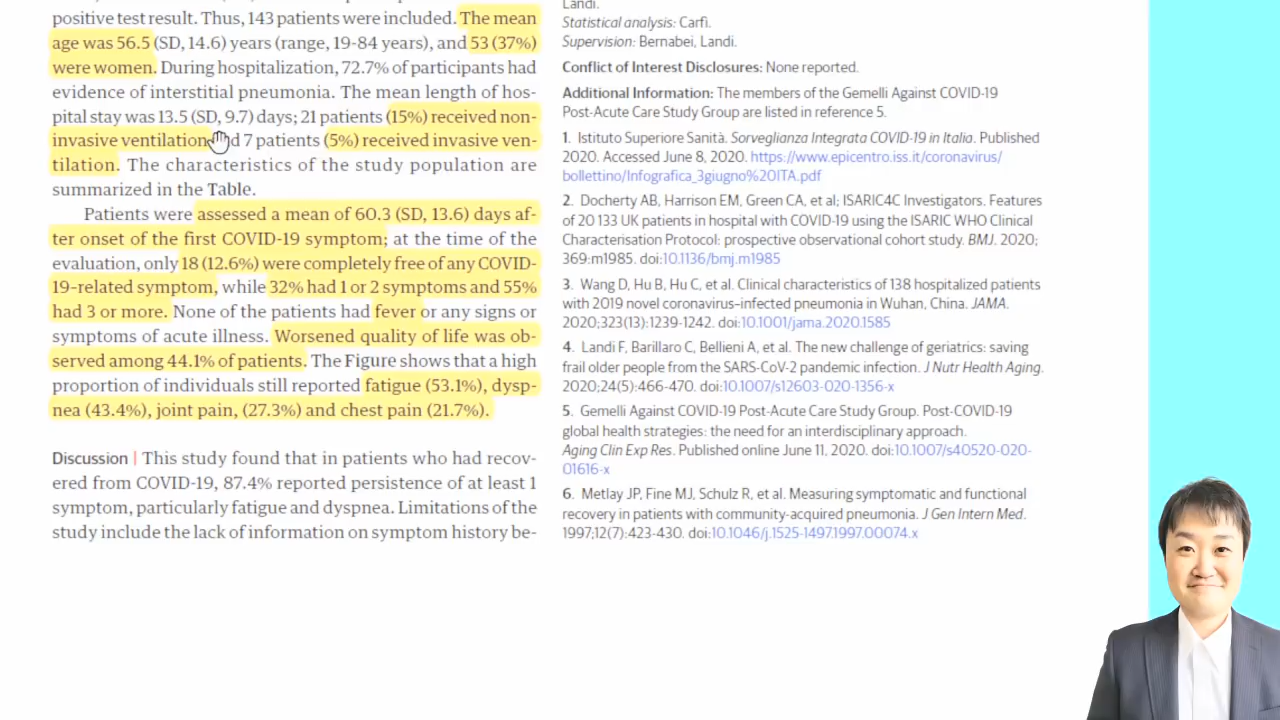 positive test result. Thus, 143 patients were included. The mean
age was 56.5 (SD, 14.6) years (range, 19-84 years), and 53 (37%)
were women. During hospitalization, 72.7% of participants had
evidence of interstitial pneumonia. The mean length of hos-
pital stay was 13.5 (SD, 9.7) days; 21 patients (15%) received non-
invasive ventilation d 7 patients (5%) received invasive ven-
tilation. The characteristics of the study population are
summarized in the Table.
Patients were assessed a mean of 60.3 (SD, 13.6) days af-
ter onset of the first COVID-19 symptom; at the time of the
evaluation, only 18 (12.6%) were completely free of any COVID-
19-related symptom, while 32% had 1 or 2 symptoms and 55%
had 3 or more. None of the patients had fever or any signs or
symptoms of acute illness. Worsened quality of life was ob-
served among 44.1% of patients. The Figure shows that a high
proportion of individuals still reported fatigue (53.1%), dysp-
nea (43.4%), joint pain, (27.3%) and chest pain (21.7%).
Discussion | This study found that in patients who had recov-
ered from COVID-19, 87.4% reported persistence of at least 1
symptom, particularly fatigue and dyspnea. Limitations of the
study include the lack of information on symptom history be-
Landi.
Statistical analysis: Carfì.
Supervision: Bernabei, Landi.
Conflict of Interest Disclosures: None reported.
Additional Information: The members of the Gemelli Against COVID-19
Post-Acute Care Study Group are listed in reference 5.
1. Istituto Superiore Sanità. Sorveglianza Integrata COVID-19 in Italia. Published
2020. Accessed June 8, 2020. https://www.epicentro.iss.it/coronavirus/
bollettino/Infografica_3giugno%20ITA.pdf
2. Docherty AB, Harrison EM, Green CA, et al; ISARIC4C Investigators. Features
of 20 133 UK patients in hospital with COVID-19 using the ISARIC WHO Clinical
Characterisation Protocol: prospective observational cohort study. BMJ. 2020;
369:m1985. doi:10.1136/bmj.m1985
3. Wang D, Hu B, Hu C, et al. Clinical characteristics of 138 hospitalized patients
with 2019 novel coronavirus–infected pneumonia in Wuhan, China. JAMA.
2020;323(13):1239-1242. doi:10.1001/jama.2020.1585
4. Landi F, Barillaro C, Bellieni A, et al. The new challenge of geriatrics: saving
frail older people from the SARS-CoV-2 pandemic infection. J Nutr Health Aging.
2020;24(5):466-470. doi:10.1007/s12603-020-1356-x
5. Gemelli Against COVID-19 Post-Acute Care Study Group. Post-COVID-19
global health strategies: the need for an interdisciplinary approach.
Aging Clin Exp Res. Published online June 11, 2020. doi:10.1007/s40520-020-
01616-x
6. Metlay JP, Fine MJ, Schulz R, et al. Measuring symptomatic and functional
recovery in patients with community-acquired pneumonia. J Gen Intern Med.
1997;12(7):423-430. doi:10.1046/j.1525-1497.1997.00074.x